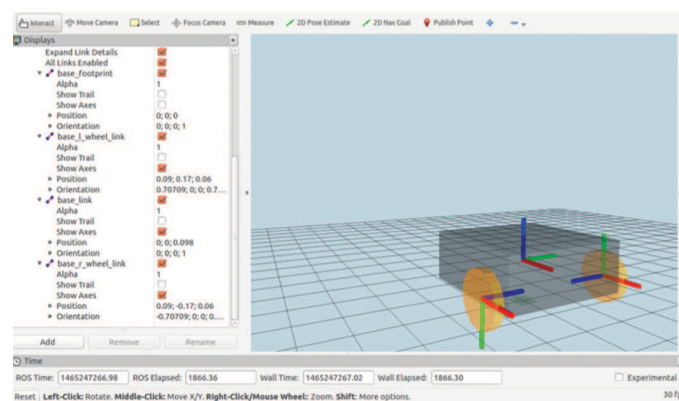 Interact Move Camera Select Focus Camera Measure 2D Pose Estimate 2D Nav Goal Publish Point
Displays
Expand Link Details
All Links Enabled
base_footprint
Alpha 1
Show Trail
Show Axes
Position 0; 0; 0
Orientation 0; 0; 0; 1
base_l_wheel_link
Alpha 1
Show Trail
Show Axes
Position 0.09; 0.17; 0.06
Orientation 0.70709; 0; 0; 0.7...
base_link
Alpha 1
Show Trail
Show Axes
Position 0; 0; 0.098
Orientation 0; 0; 0; 1
base_r_wheel_link
Alpha 1
Show Trail
Show Axes
Position 0.09; -0.17; 0.06
Orientation -0.70709; 0; 0; 0....
Add Remove Rename
Time
ROS Time: 1465247266.98 ROS Elapsed: 1866.36 Wall Time: 1465247267.02 Wall Elapsed: 1866.30 Experimental
Reset Left-Click: Rotate. Middle-Click: Move X/Y. Right-Click/Mouse Wheel: Zoom. Shift: More options. 30